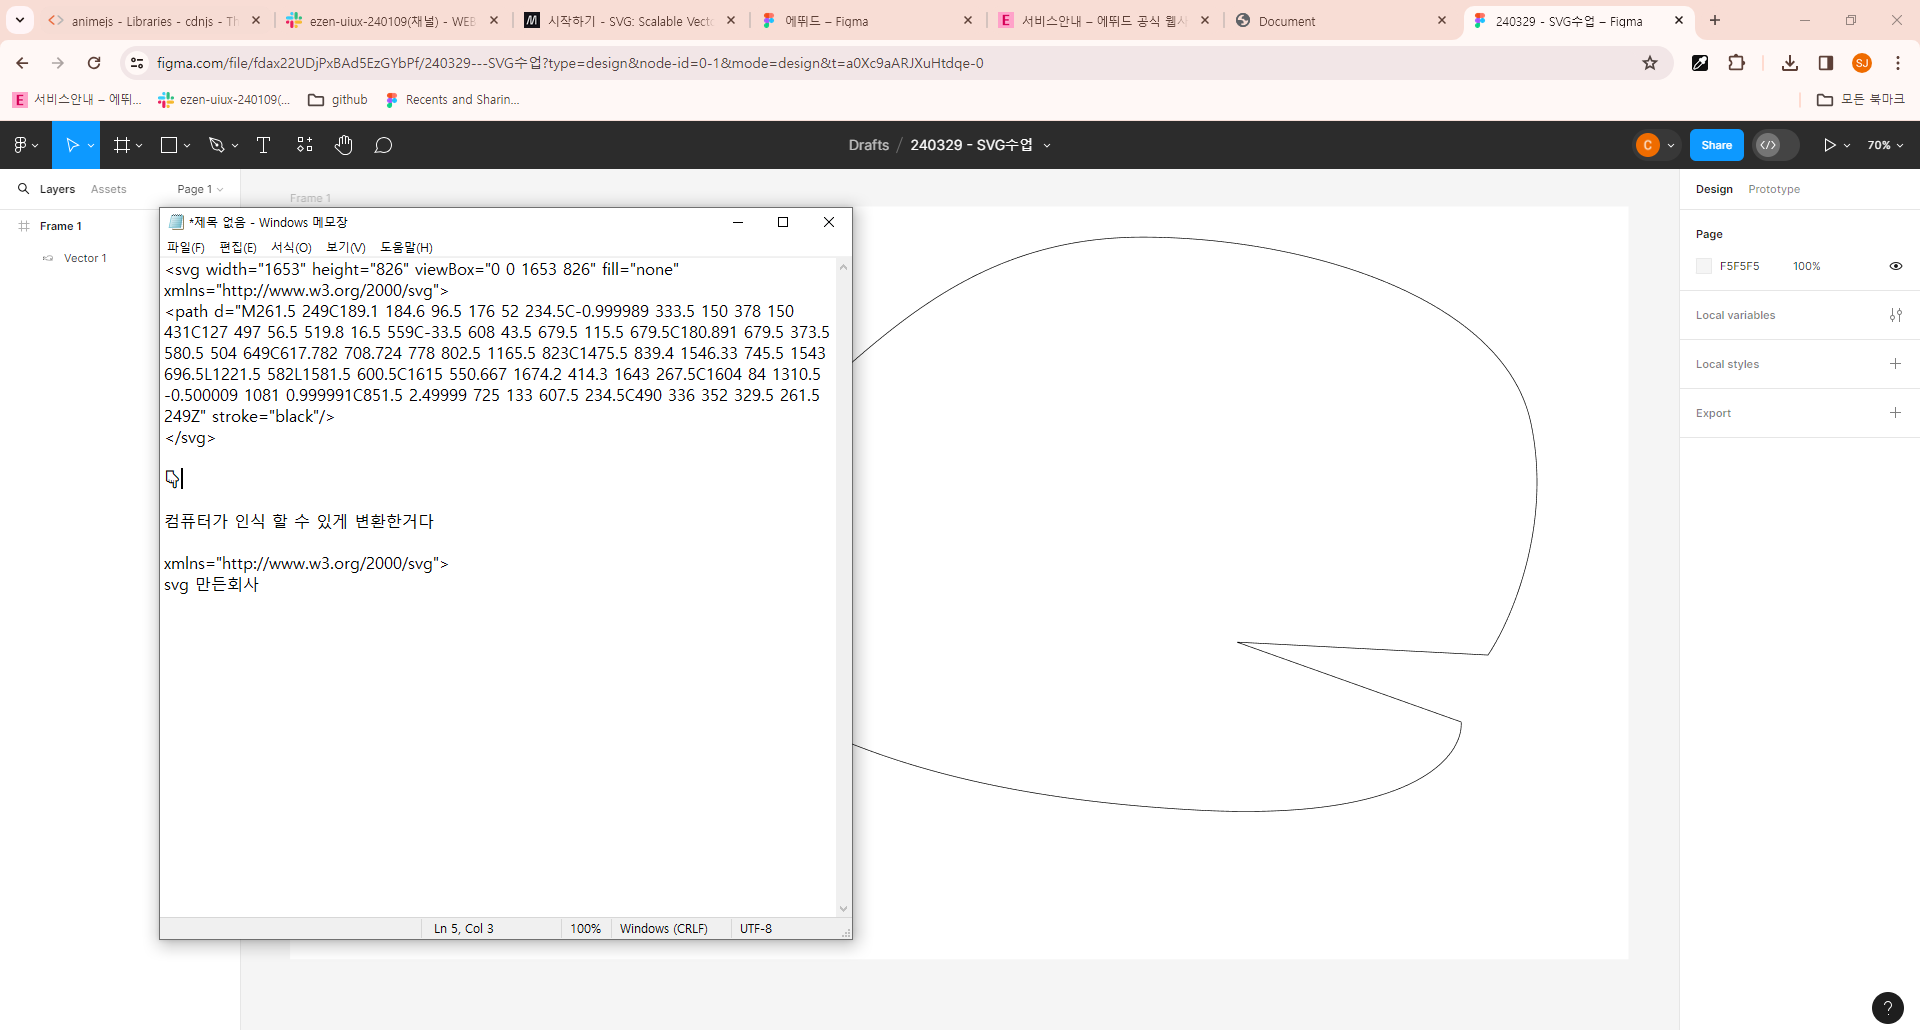 animejs - Libraries - cdnjs - Th
ezen-uiux-240109(채널) - WEB
시작하기 - SVG: Scalable Vecto
에뛰드 – Figma
서비스안내 – 에뛰드 공식 웹사
Document
240329 - SVG수업 – Figma
figma.com/file/fdax22UDjPxBAd5EzGYbPf/240329---SVG수업?type=design&node-id=0-1&mode=design&t=a0Xc9aARJXuHtdqe-0
SJ
서비스안내 – 에뛰...
ezen-uiux-240109(...
github
Recents and Sharin...
모든 북마크
Drafts / 240329 - SVG수업
C
Share
70%
Layers
Assets
Page 1
Frame 1
Vector 1
Frame 1
*제목 없음 - Windows 메모장
파일(F) 편집(E) 서식(O) 보기(V) 도움말(H)
<svg width="1653" height="826" viewBox="0 0 1653 826" fill="none"
xmlns="http://www.w3.org/2000/svg">
<path d="M261.5 249C189.1 184.6 96.5 176 52 234.5C-0.999989 333.5 150 378 150
431C127 497 56.5 519.8 16.5 559C-33.5 608 43.5 679.5 115.5 679.5C180.891 679.5 373.5
580.5 504 649C617.782 708.724 778 802.5 1165.5 823C1475.5 839.4 1546.33 745.5 1543
696.5L1221.5 582L1581.5 600.5C1615 550.667 1674.2 414.3 1643 267.5C1604 84 1310.5
-0.500009 1081 0.999991C851.5 2.49999 725 133 607.5 234.5C490 336 352 329.5 261.5
249Z" stroke="black"/>
</svg>
컴퓨터가 인식 할 수 있게 변환한거다
xmlns="http://www.w3.org/2000/svg">
svg 만든회사
Ln 5, Col 3
100%
Windows (CRLF)
UTF-8
Design
Prototype
Page
F5F5F5
100%
Local variables
Local styles
Export
?